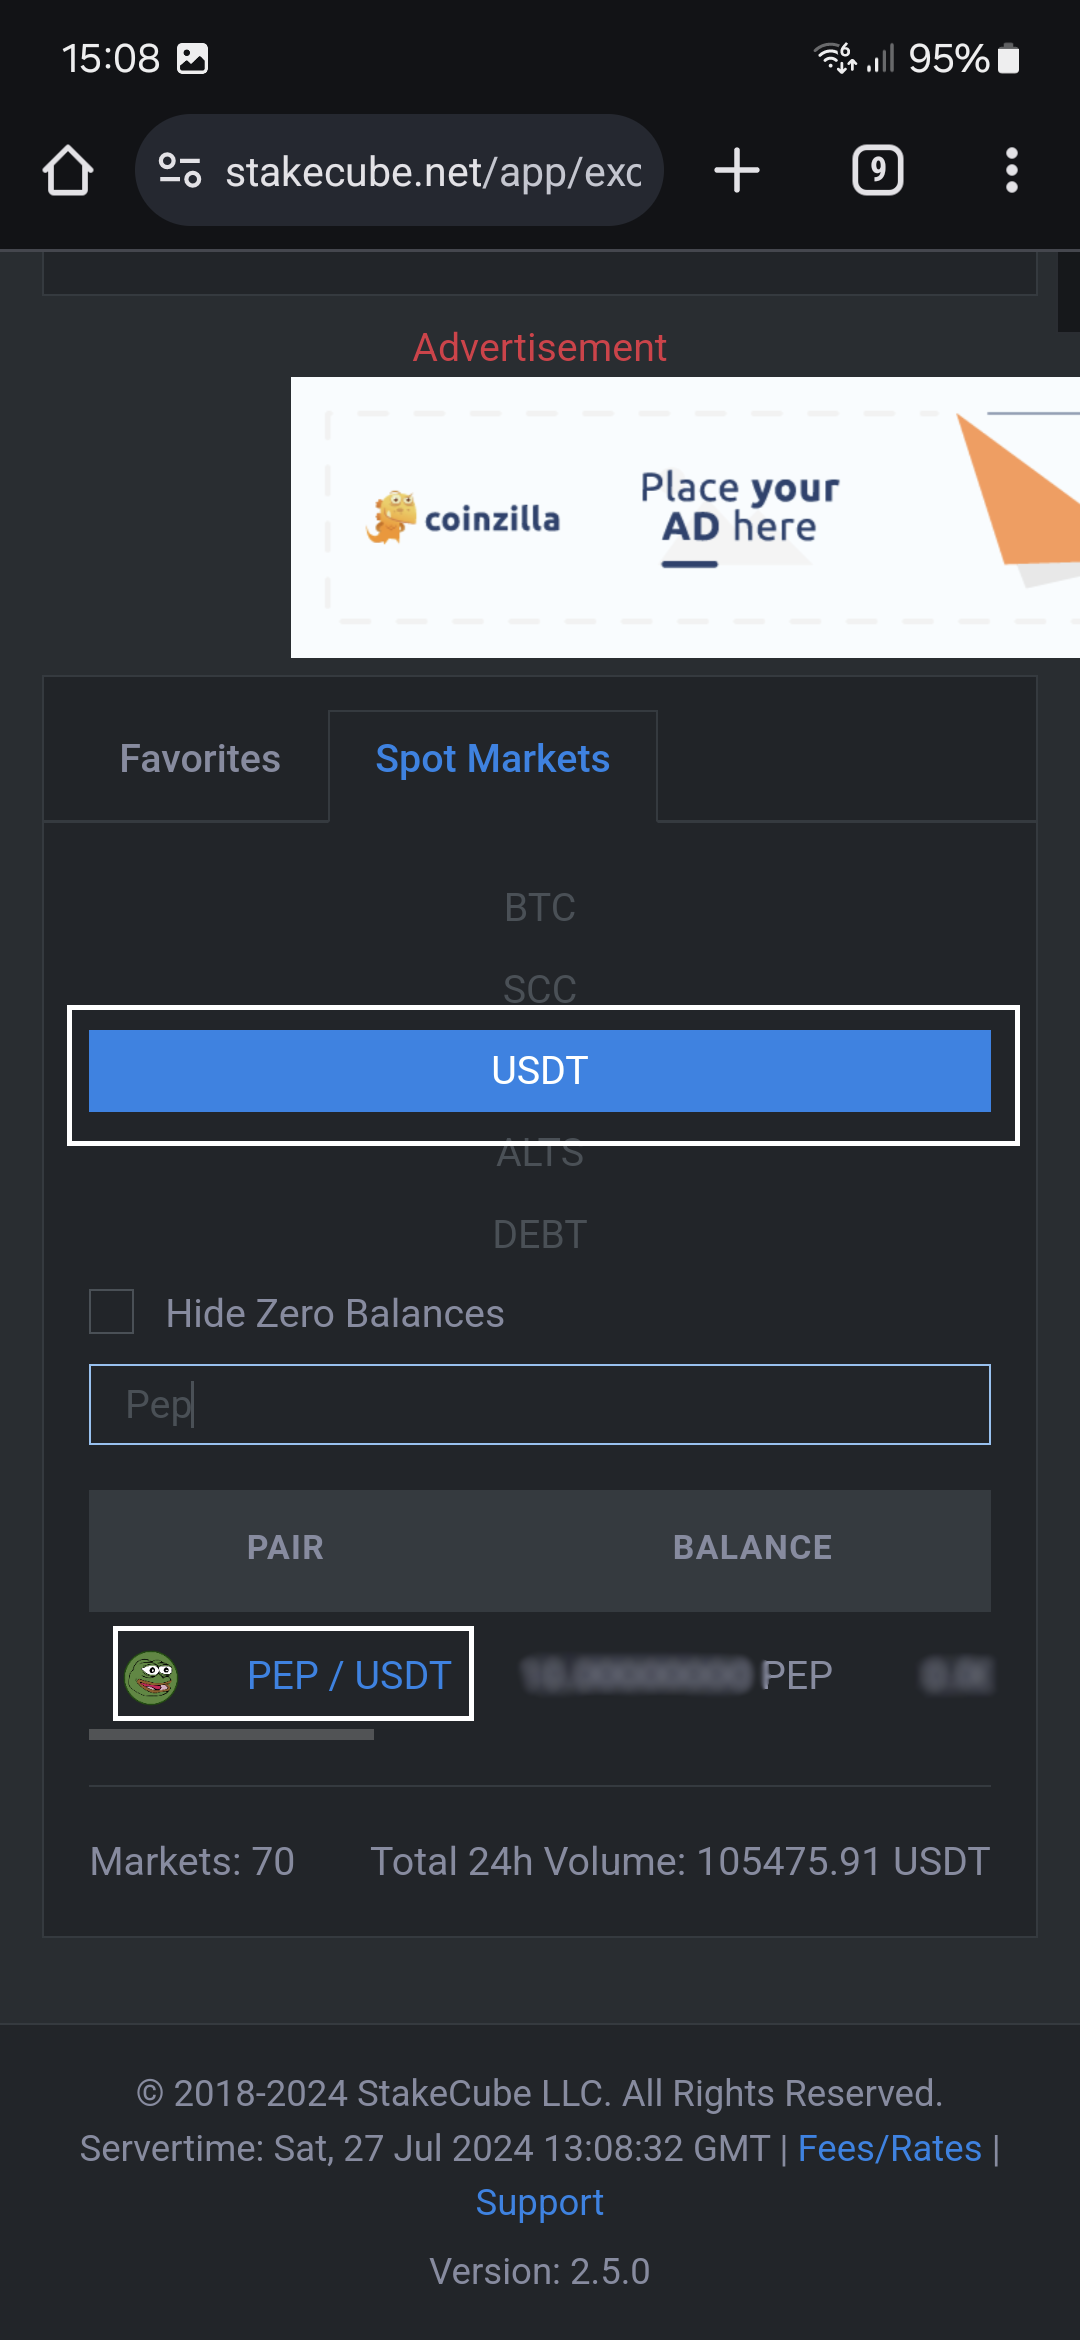 15:08
95%
stakecube.net/app/exc
9
Advertisement
coinzilla
Place your
AD here
Favorites
Spot Markets
BTC
SCC
USDT
ALTS
DEBT
Hide Zero Balances
Pep
PAIR BALANCE
PEP / USDT PEP
Markets: 70 Total 24h Volume: 105475.91 USDT
© 2018-2024 StakeCube LLC. All Rights Reserved.
Servertime: Sat, 27 Jul 2024 13:08:32 GMT | Fees/Rates |
Support
Version: 2.5.0